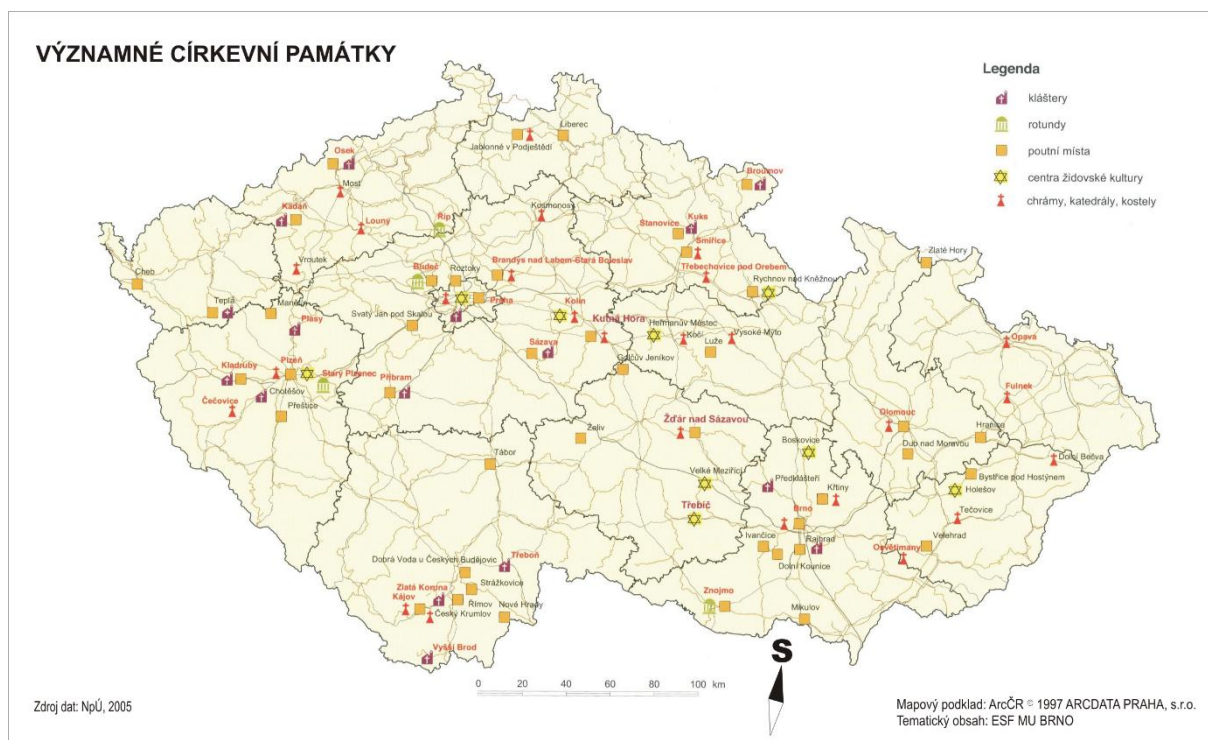 VÝZNAMNÉ CÍRKEVNÍ PAMÁTKY
Legenda
kláštery
rotundy
poutní místa
centra židovské kultury
chrámy, katedrály, kostely
Liberec
Jablonné v Podještědí
Osek
Most
Broumov
Kadaň
Louny
Říp
Kosmonosy
Kuks
Stanovice
Smiřice
Zlaté Hory
Vroutek
Cheb
Budeč
Roztoky
Brandýs nad Labem-Stará Boleslav
Třebechovice pod Orebem
Rychnov nad Kněžnou
Teplá
Manětín
Praha
Kolín
Svatý Jan pod Skalou
Plasy
Kutná Hora
Heřmanův Městec
Kočí
Vysoké Mýto
Luže
Opava
Sázava
Golčův Jeníkov
Kladruby
Plzeň
Starý Plzenec
Příbram
Chotěšov
Čečovice
Přeštice
Fulnek
Žďár nad Sázavou
Olomouc
Hranice
Želiv
Boskovice
Dub nad Moravou
Dolní Bečva
Tábor
Velké Meziříčí
Předklášteří
Bystřice pod Hostýnem
Holešov
Křtiny
Třebíč
Brno
Tečovice
Ivančice
Rajhrad
Velehrad
Dolní Kounice
Osvětimany
Dobrá Voda u Českých Budějovic
Třeboň
Strážkovice
Zlatá Koruna
Kájov
Římov
Nové Hrady
Český Krumlov
Znojmo
Mikulov
Vyšší Brod
S
0 20 40 60 80 100 km
Zdroj dat: NpÚ, 2005
Mapový podklad: ArcČR © 1997 ARCDATA PRAHA, s.r.o.
Tematický obsah: ESF MU BRNO